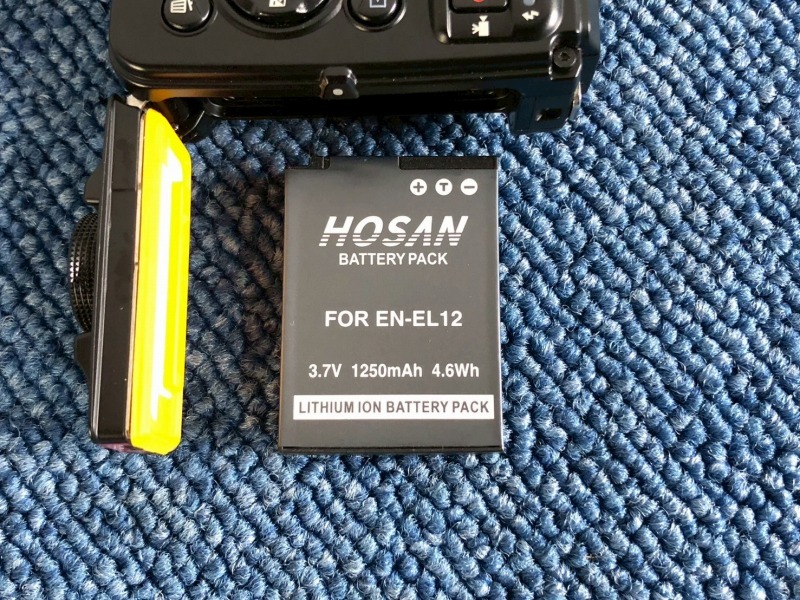 + T -
HOSAN
BATTERY PACK
FOR EN-EL12
3.7V 1250mAh 4.6Wh
LITHIUM ION BATTERY PACK